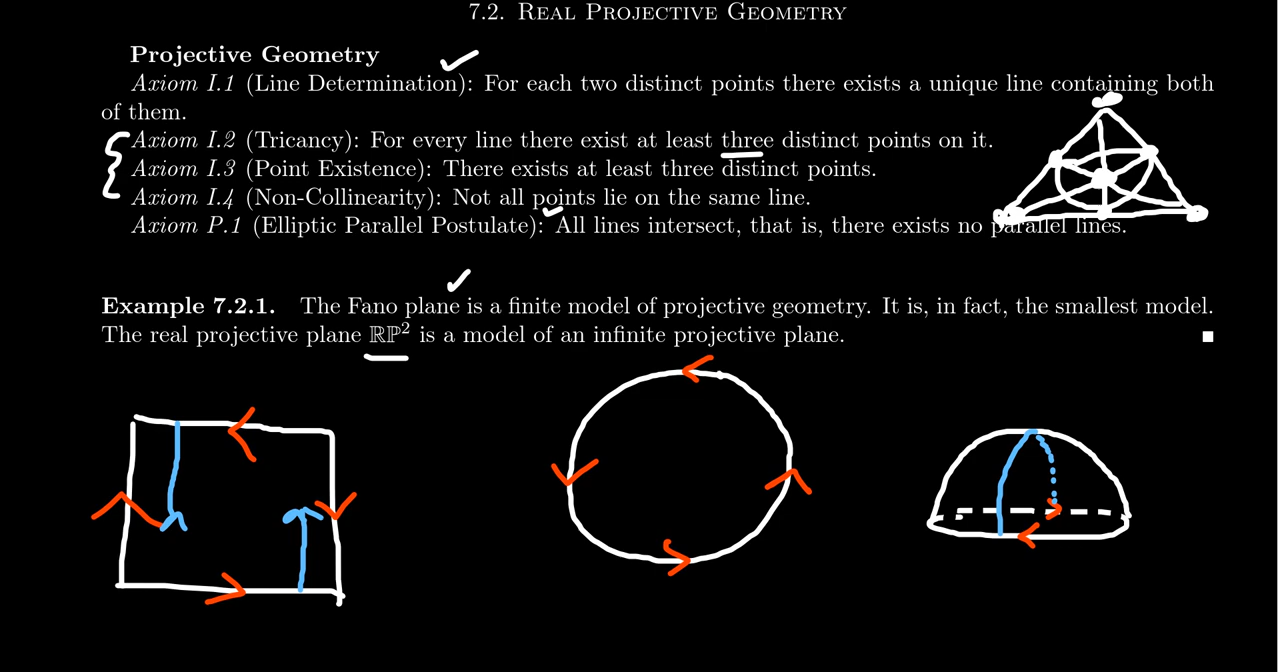 7.2. Real Projective Geometry
Projective Geometry
Axiom I.1 (Line Determination): For each two distinct points there exists a unique line containing both
of them.
Axiom I.2 (Tricancy): For every line there exist at least three distinct points on it.
Axiom I.3 (Point Existence): There exists at least three distinct points.
Axiom I.4 (Non-Collinearity): Not all points lie on the same line.
Axiom P.1 (Elliptic Parallel Postulate): All lines intersect, that is, there exists no parallel lines.
Example 7.2.1. The Fano plane is a finite model of projective geometry. It is, in fact, the smallest model.
The real projective plane ℝℙ² is a model of an infinite projective plane. ■